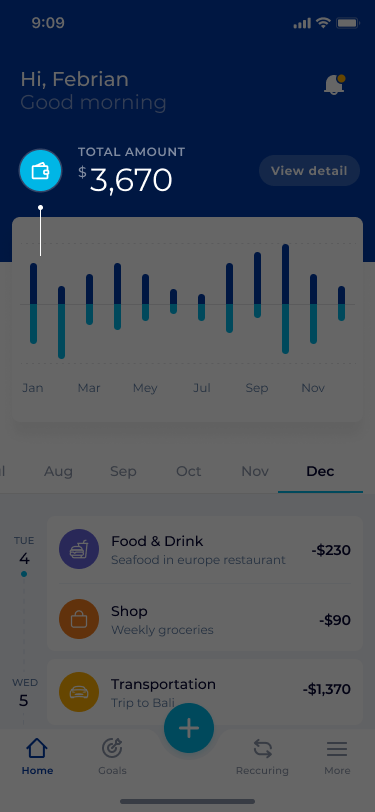 9:09
Hi, Febrian
Good morning
TOTAL AMOUNT
$3,670
View detail
Jan Mar Mey Jul Sep Nov
Aug Sep Oct Nov Dec
TUE
4
Food & Drink
Seafood in europe restaurant
-$230
Shop
Weekly groceries
-$90
WED
5
Transportation
Trip to Bali
-$1,370
Home Goals Reccuring More